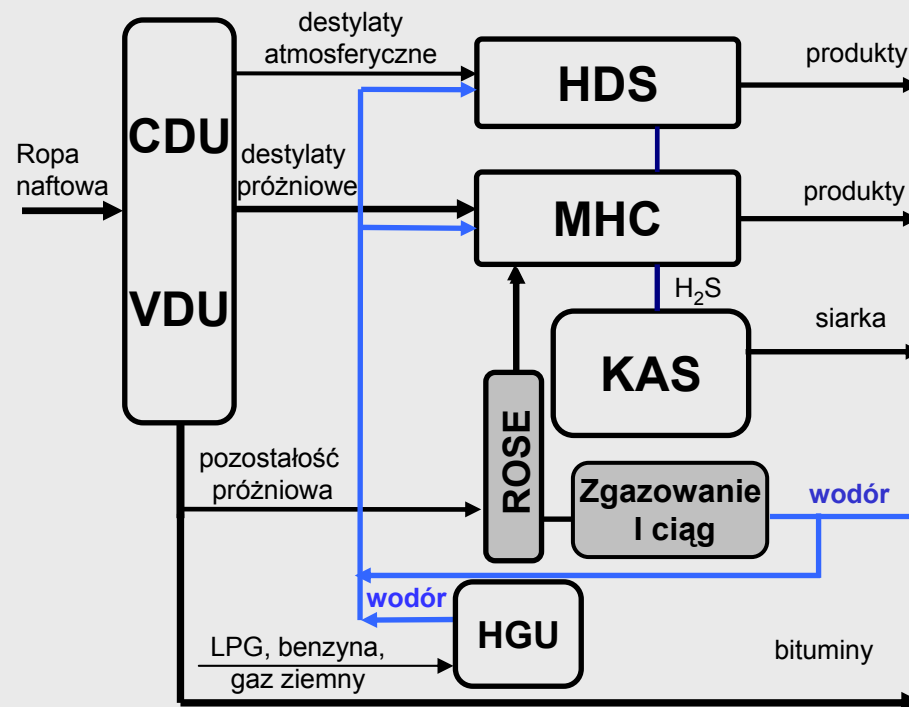 destylaty
atmosferyczne
HDS
produkty
CDU
Ropa
naftowa
destylaty
próżniowe
MHC
produkty
VDU
H₂S
KAS
siarka
ROSE
pozostałość
próżniowa
Zgazowanie
I ciąg
wodór
wodór
HGU
LPG, benzyna,
gaz ziemny
bituminy